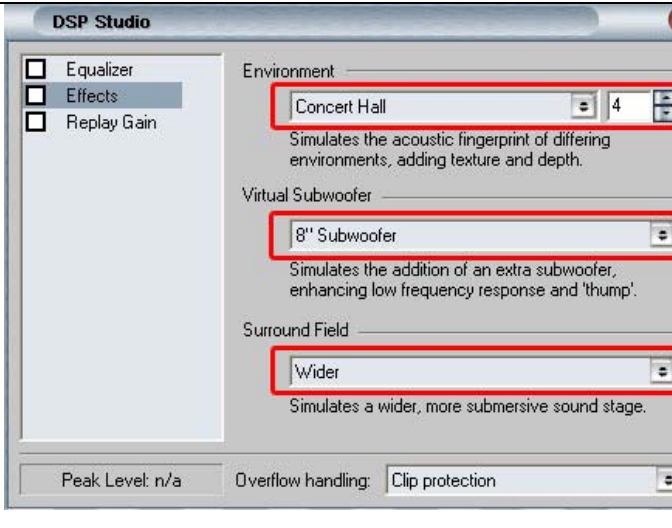 DSP Studio
Equalizer
Effects
Replay Gain
Environment
Concert Hall 4
Simulates the acoustic fingerprint of differing
environments, adding texture and depth.
Virtual Subwoofer
8" Subwoofer
Simulates the addition of an extra subwoofer,
enhancing low frequency response and 'thump'.
Surround Field
Wider
Simulates a wider, more submersive sound stage.
Peak Level: n/a
Overflow handling: Clip protection